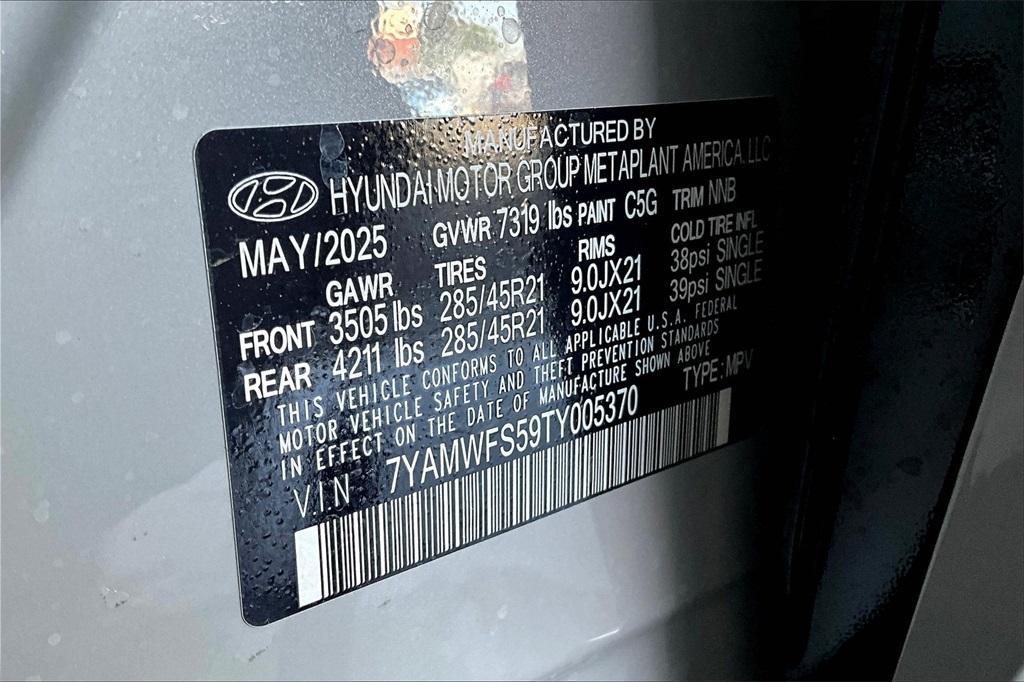 MANUFACTURED BY
HYUNDAI MOTOR GROUP METAPLANT AMERICA, LLC
MAY/2025 GVWR 7319 lbs PAINT C5G TRIM NNB
GAWR TIRES RIMS COLD TIRE INFL
FRONT 3505 lbs 285/45R21 9.0JX21 38psi SINGLE
REAR 4211 lbs 285/45R21 9.0JX21 39psi SINGLE
THIS VEHICLE CONFORMS TO ALL APPLICABLE U.S.A. FEDERAL
MOTOR VEHICLE SAFETY AND THEFT PREVENTION STANDARDS
IN EFFECT ON THE DATE OF MANUFACTURE SHOWN ABOVE
V.I.N 7YAMWFS59TY005370 TYPE: MPV